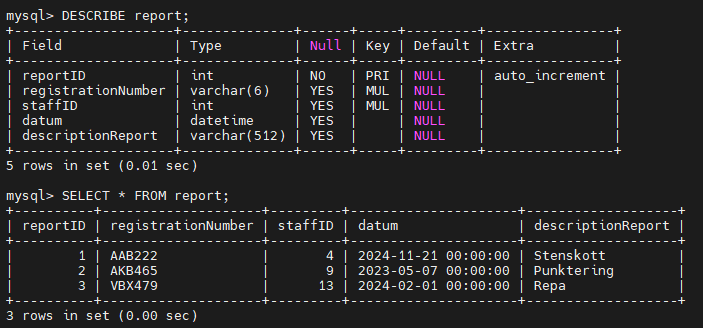 mysql> DESCRIBE report;
+--------------------+--------------+------+-----+---------+----------------+
| Field              | Type         | Null | Key | Default | Extra          |
+--------------------+--------------+------+-----+---------+----------------+
| reportID           | int          | NO   | PRI | NULL    | auto_increment |
| registrationNumber | varchar(6)   | YES  | MUL | NULL    |                |
| staffID            | int          | YES  | MUL | NULL    |                |
| datum              | datetime     | YES  |     | NULL    |                |
| descriptionReport  | varchar(512) | YES  |     | NULL    |                |
+--------------------+--------------+------+-----+---------+----------------+
5 rows in set (0.01 sec)

mysql> SELECT * FROM report;
+----------+--------------------+---------+---------------------+-------------------+
| reportID | registrationNumber | staffID | datum               | descriptionReport |
+----------+--------------------+---------+---------------------+-------------------+
|        1 | AAB222             |       4 | 2024-11-21 00:00:00 | Stenskott         |
|        2 | AKB465             |       9 | 2023-05-07 00:00:00 | Punktering        |
|        3 | VBX479             |      13 | 2024-02-01 00:00:00 | Repa              |
+----------+--------------------+---------+---------------------+-------------------+
3 rows in set (0.00 sec)